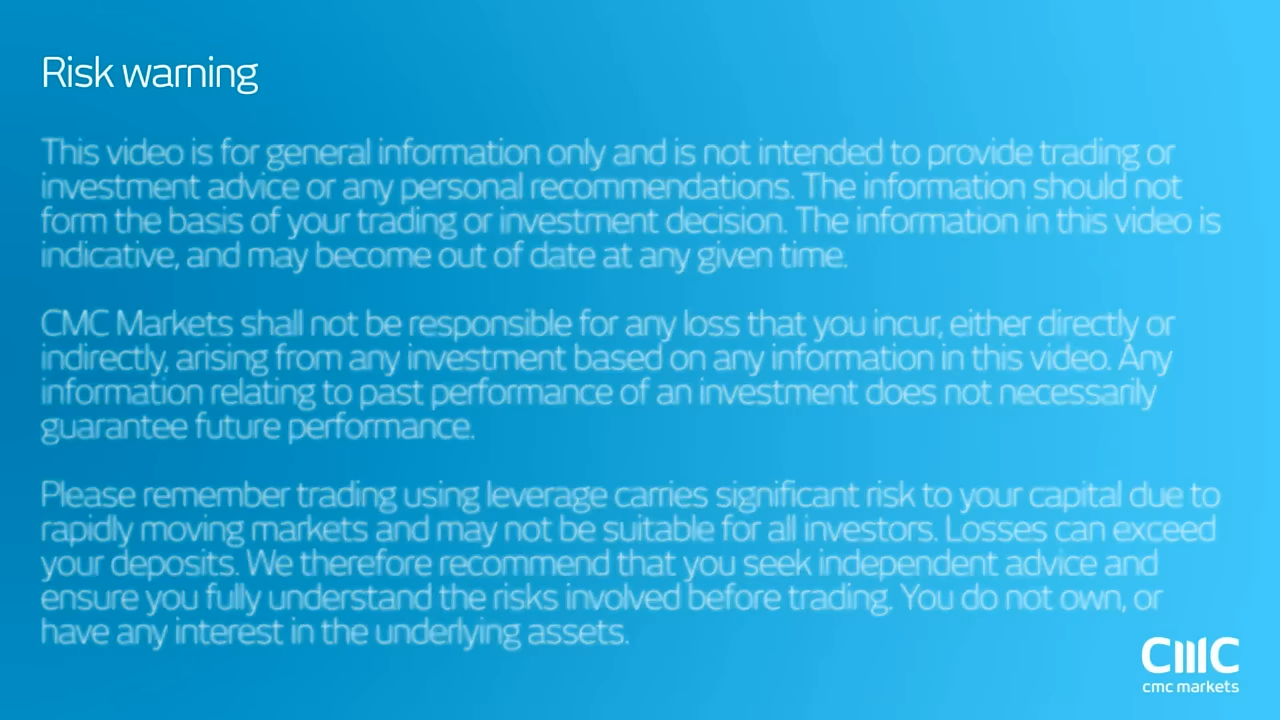 Risk warning
This video is for general information only and is not intended to provide trading or
investment advice or any personal recommendations. The information should not
form the basis of your trading or investment decision. The information in this video is
indicative, and may become out of date at any given time.
CMC Markets shall not be responsible for any loss that you incur, either directly or
indirectly, arising from any investment based on any information in this video. Any
information relating to past performance of an investment does not necessarily
guarantee future performance.
Please remember trading using leverage carries significant risk to your capital due to
rapidly moving markets and may not be suitable for all investors. Losses can exceed
your deposits. We therefore recommend that you seek independent advice and
ensure you fully understand the risks involved before trading. You do not own, or
have any interest in the underlying assets.
CMC
cmc markets